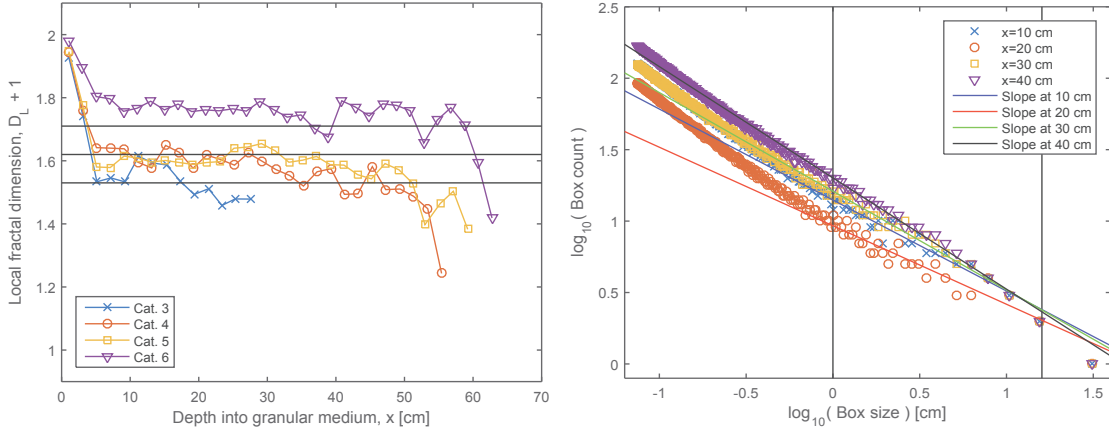 Local fractal dimension, D_L + 1
2
1.8
1.6
1.4
1.2
1
Cat. 3
Cat. 4
Cat. 5
Cat. 6
0 10 20 30 40 50 60 70
Depth into granular medium, x [cm]
log10( Box count )
2.5
2.0
1.5
1.0
0.5
0
x=10 cm
x=20 cm
x=30 cm
x=40 cm
Slope at 10 cm
Slope at 20 cm
Slope at 30 cm
Slope at 40 cm
-1 -0.5 0 0.5 1 1.5
log10( Box size ) [cm]